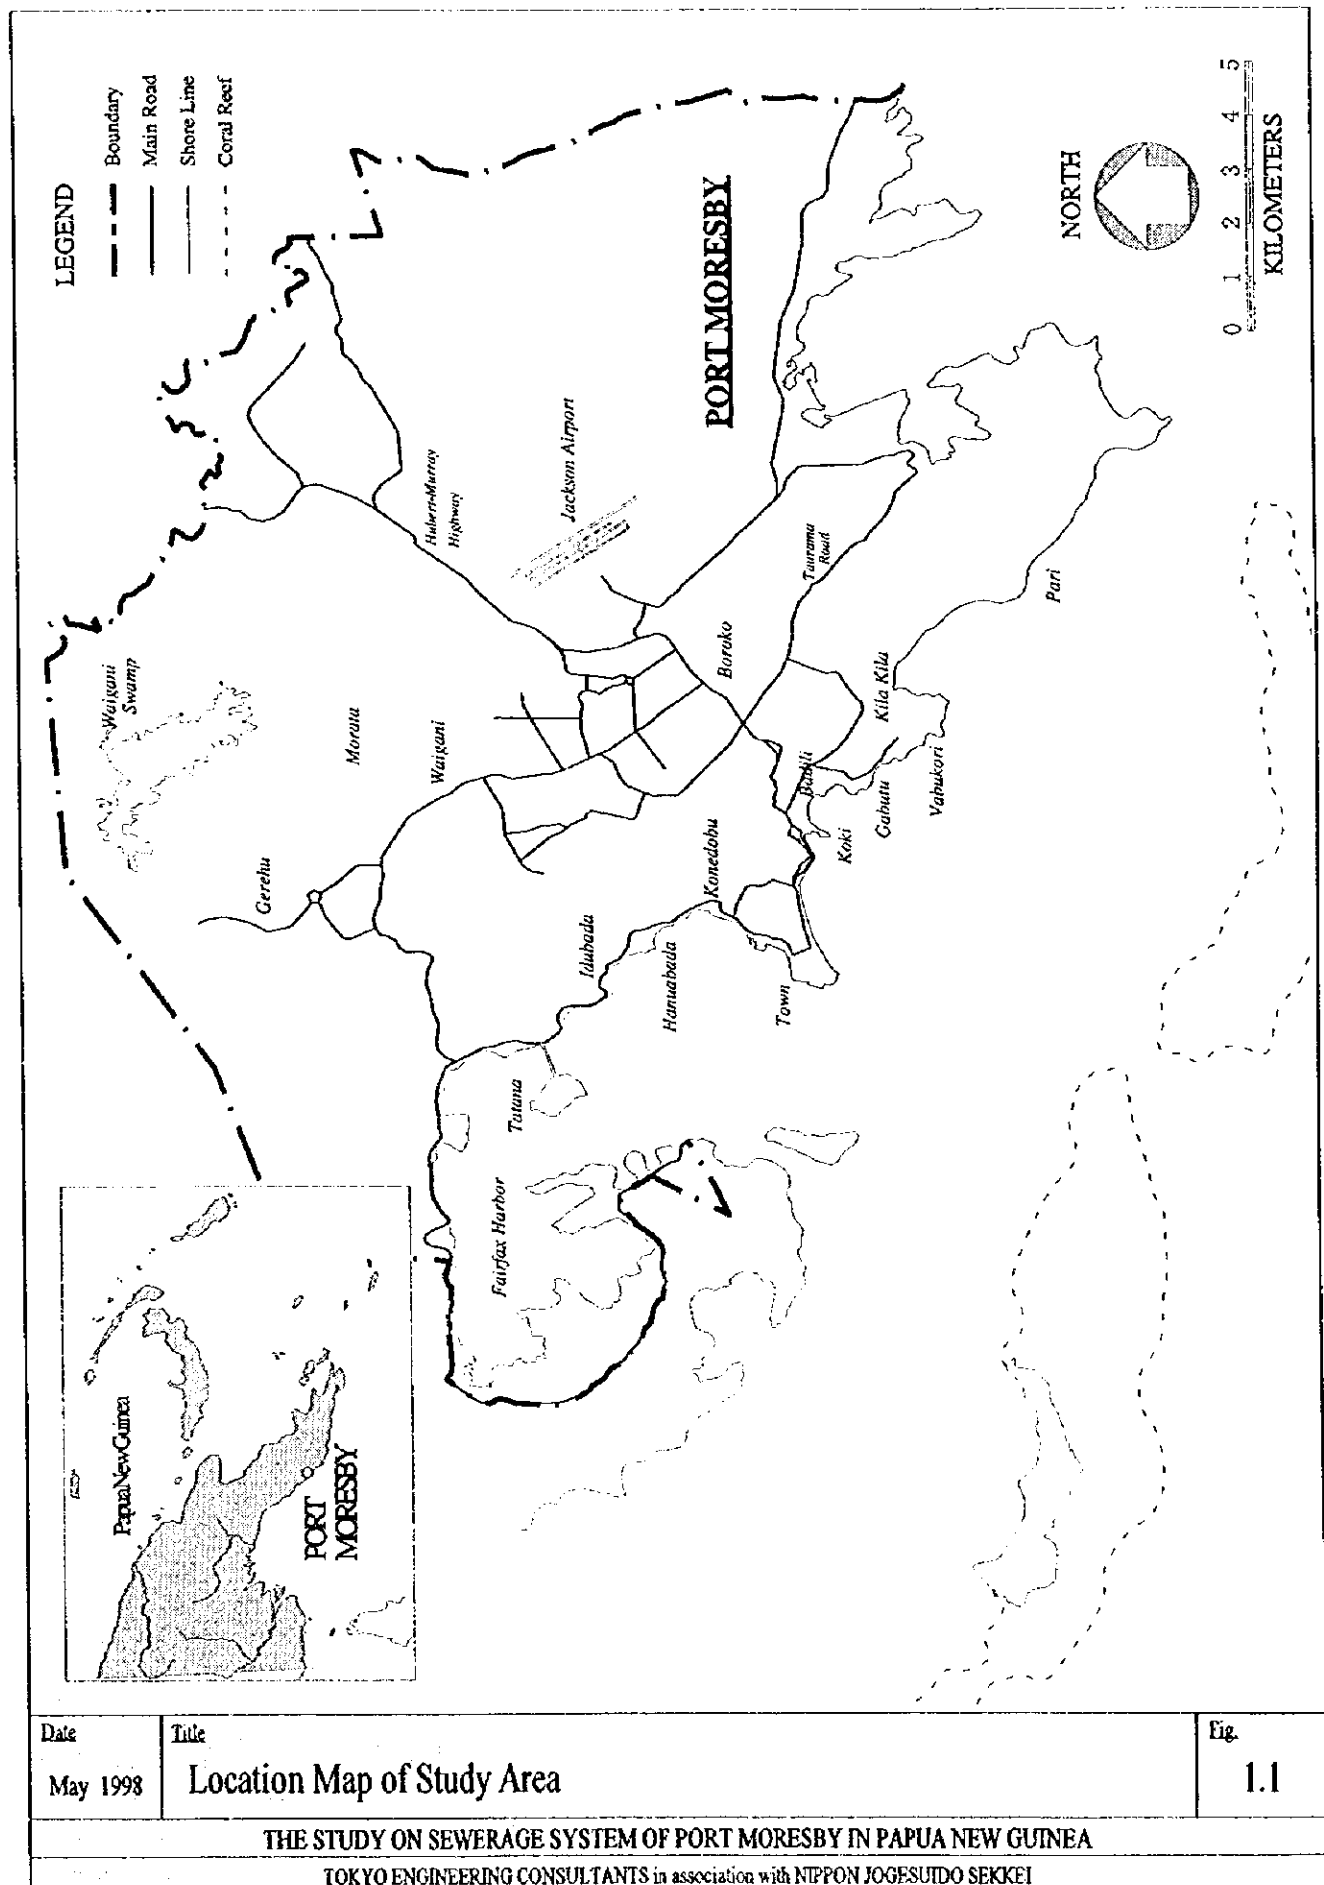 LEGEND
Boundary
Main Road
Shore Line
Coral Reef
Waigani
Swamp
Morata
Waigani
Gerehu
Hubert-Murray
Highway
Jackson Airport
PORT MORESBY
Boroko
Taurama
Road
Pari
Kila Kila
Badili
Gabutu
Vabukori
Koki
Konedobu
Idubada
Hanuabada
Town
Tatana
Fairfax Harbor
NORTH
0 1 2 3 4 5
KILOMETERS
Papua New Guinea
PORT
MORESBY
Date
May 1998
Title
Location Map of Study Area
Fig.
1.1
THE STUDY ON SEWERAGE SYSTEM OF PORT MORESBY IN PAPUA NEW GUINEA
TOKYO ENGINEERING CONSULTANTS in association with NIPPON JOGESUIDO SEKKEI